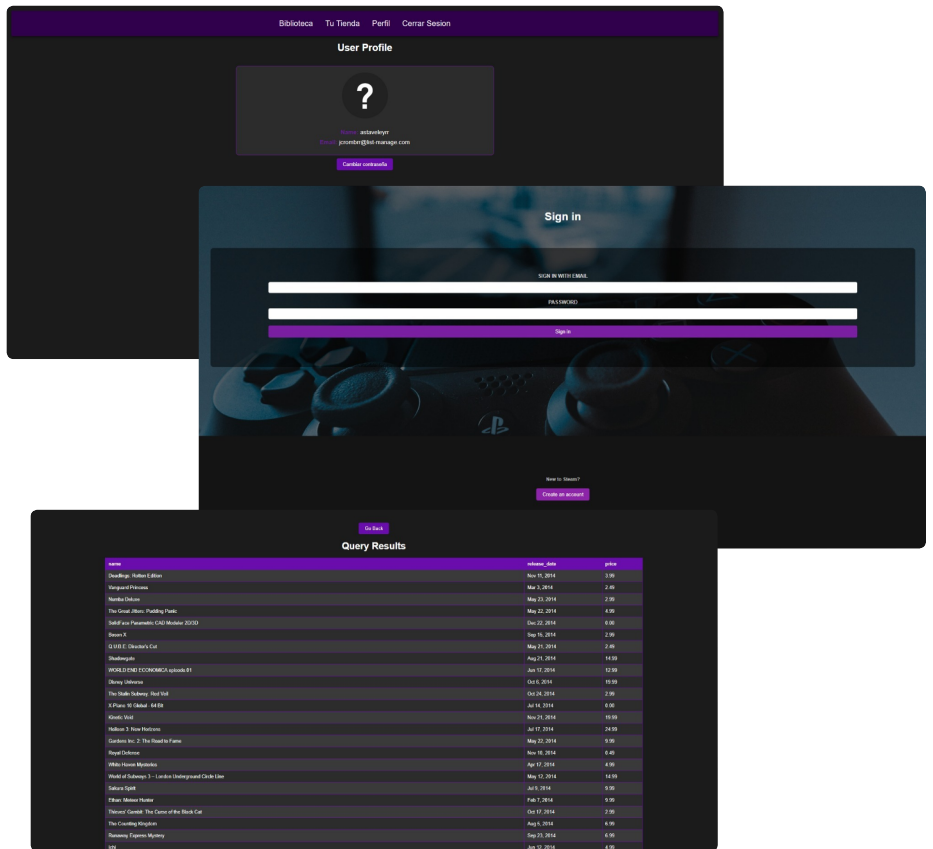 Biblioteca Tu Tienda Perfil Cerrar Sesion
User Profile
?
Name: astaveleyrr
Email: jcrombrr@list-manage.com
Cambiar contraseña
Sign in
SIGN IN WITH EMAIL
PASSWORD
Sign in
New to Steam?
Create an account
Go Back
Query Results
name release_date price
Deadlings: Rotten Edition Nov 11, 2014 3.99
Vanguard Princess Mar 3, 2014 2.49
Namba Deluxe May 23, 2014 2.99
The Great Jitters: Pudding Panic May 22, 2014 4.99
SolidFace Parametric CAD Modeler 2D/3D Dec 22, 2014 0.00
Bason X Sep 15, 2014 2.99
Q.U.B.E: Director's Cut May 21, 2014 2.49
Shadowgate Aug 21, 2014 14.99
WORLD END ECONOMiCA episode.01 Jun 17, 2014 12.99
Disney Universe Oct 6, 2014 19.99
The Stalin Subway: Red Veil Oct 24, 2014 2.99
X-Plane 10 Global - 64 Bit Jul 14, 2014 0.00
Kinetic Void Nov 21, 2014 19.99
Helldorn 3: New Horizons Jul 17, 2014 24.99
Gardens Inc. 2: The Road to Fame May 22, 2014 9.99
Royal Defense Nov 10, 2014 0.49
White Haven Mysteries Apr 17, 2014 4.99
World of Subways 3 – London Underground Circle Line May 12, 2014 14.99
Sakura Spirit Jul 9, 2014 9.99
Ethan: Meteor Hunter Feb 7, 2014 9.99
Thieves' Gambit: The Curse of the Black Cat Oct 17, 2014 2.99
The Counting Kingdom Aug 5, 2014 6.99
Runaway Express Mystery Sep 23, 2014 6.99
Jun 12, 2014 4.99